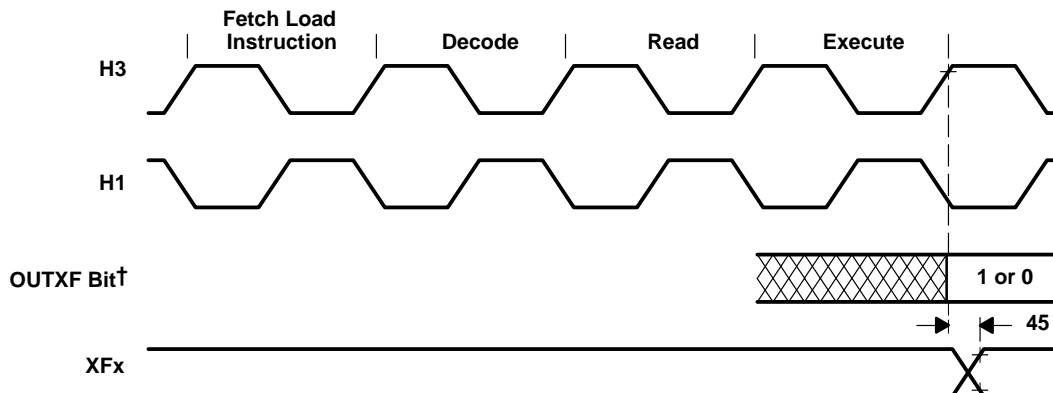 Fetch Load
Instruction
Decode
Read
Execute
H3
H1
OUTXF Bit†
1 or 0
45
XFx